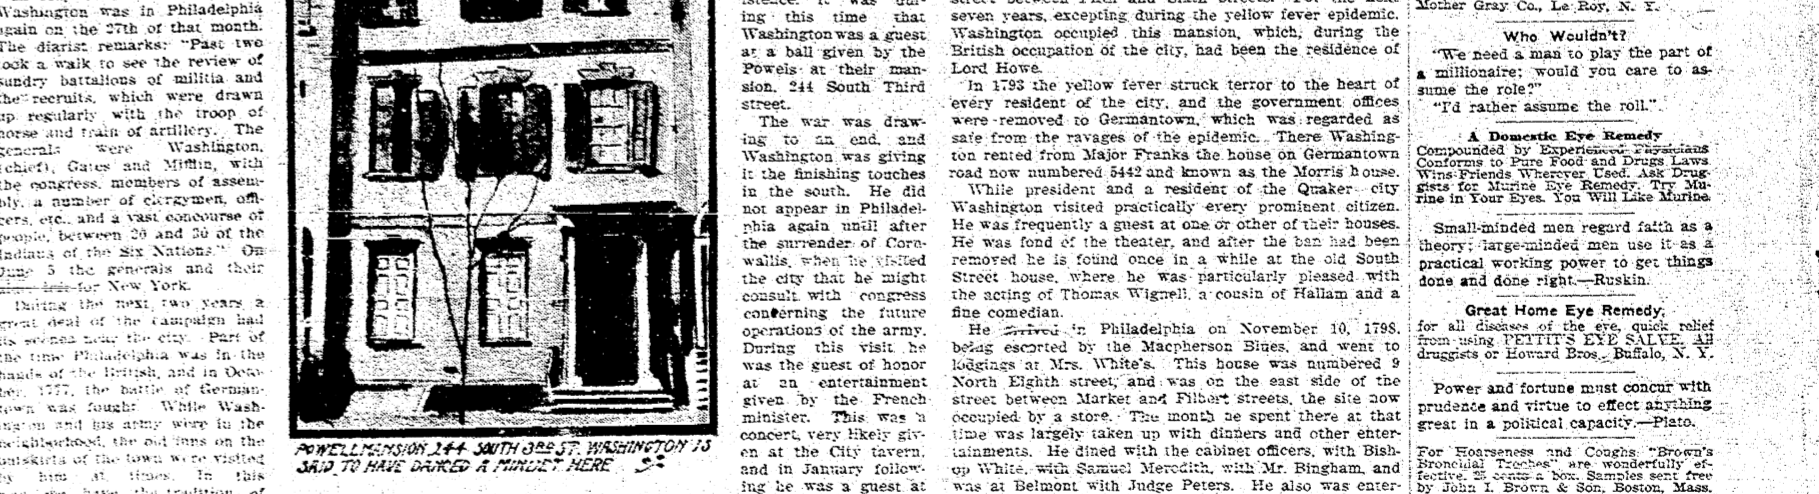 Washington was in Philadelphia
again on the 27th of that month.
The diarist remarks: "Past two
took a walk to see the review of
sundry battalions of militia and
the recruits, which were drawn
up regularly with the troop of
horse and train of artillery. The
generals were Washington,
(chief), Gates and Mifflin, with
the congress, members of assem-
bly, a number of clergymen, offi-
cers, etc., and a vast concourse of
people, between 20 and 30 of the
Indians of the Six Nations." On
June 5 the generals and their
for New York.
During the next two years a
great deal of the campaign had
its scenes near the city. Part of
the time Philadelphia was in the
hands of the British, and in Octo-
ber, 1777, the battle of German-
town was fought. While Wash-
ington and his army were in the
neighborhood, the old inns on the
outskirts of the town were visited
by him at times. In this
the tradition of
POWELL MANSION 244 SOUTH 3RD ST. WASHINGTON IS
SAID TO HAVE DANCED A MINUET HERE
ing this time that
Washington was a guest
at a ball given by the
Powels at their man-
sion, 244 South Third
street.
The war was draw-
ing to an end, and
Washington was giving
it the finishing touches
in the south. He did
not appear in Philadel-
phia again until after
the surrender of Corn-
wallis, when he visited
the city that he might
consult with congress
concerning the future
operations of the army.
During this visit he
was the guest of honor
at an entertainment
given by the French
minister. This was a
concert, very likely giv-
en at the City tavern,
and in January follow-
ing he was a guest at
seven years, excepting during the yellow fever epidemic.
Washington occupied this mansion, which, during the
British occupation of the city, had been the residence of
Lord Howe.
In 1793 the yellow fever struck terror to the heart of
every resident of the city, and the government offices
were removed to Germantown, which was regarded as
safe from the ravages of the epidemic. There Washing-
ton rented from Major Franks the house on Germantown
road now numbered 5442 and known as the Morris house.
While president and a resident of the Quaker city
Washington visited practically every prominent citizen.
He was frequently a guest at one or other of their houses.
He was fond of the theater, and after the ban had been
removed he is found once in a while at the old South
Street house, where he was particularly pleased with
the acting of Thomas Wignell, a cousin of Hallam and a
fine comedian.
He arrived in Philadelphia on November 10, 1798,
being escorted by the Macpherson Blues, and went to
lodgings at Mrs. White's. This house was numbered 9
North Eighth street, and was on the east side of the
street between Market and Filbert streets, the site now
occupied by a store. The month he spent there at that
time was largely taken up with dinners and other enter-
tainments. He dined with the cabinet officers, with Bish-
op White, with Samuel Meredith, with Mr. Bingham, and
was at Belmont with Judge Peters. He also was enter-
Mother Gray Co., Le Roy, N. Y.
Who Wouldn't?
"We need a man to play the part of
a millionaire; would you care to as-
sume the role?"
"I'd rather assume the roll."
A Domestic Eye Remedy
Compounded by Experienced Physicians
Conforms to Pure Food and Drugs Laws.
Wins Friends Wherever Used. Ask Drug-
gists for Murine Eye Remedy. Try Mu-
rine in Your Eyes. You Will Like Murine.
Small-minded men regard faith as a
theory; large-minded men use it as a
practical working power to get things
done and done right.—Ruskin.
Great Home Eye Remedy,
for all diseases of the eye, quick relief
from using PETTIT'S EYE SALVE. All
druggists or Howard Bros., Buffalo, N. Y.
Power and fortune must concur with
prudence and virtue to effect anything
great in a political capacity.—Plato.
For Hoarseness and Coughs "Brown's
Bronchial Troches" are wonderfully ef-
fective. 25 cents a box. Samples sent free
by John I. Brown & Son, Boston, Mass.